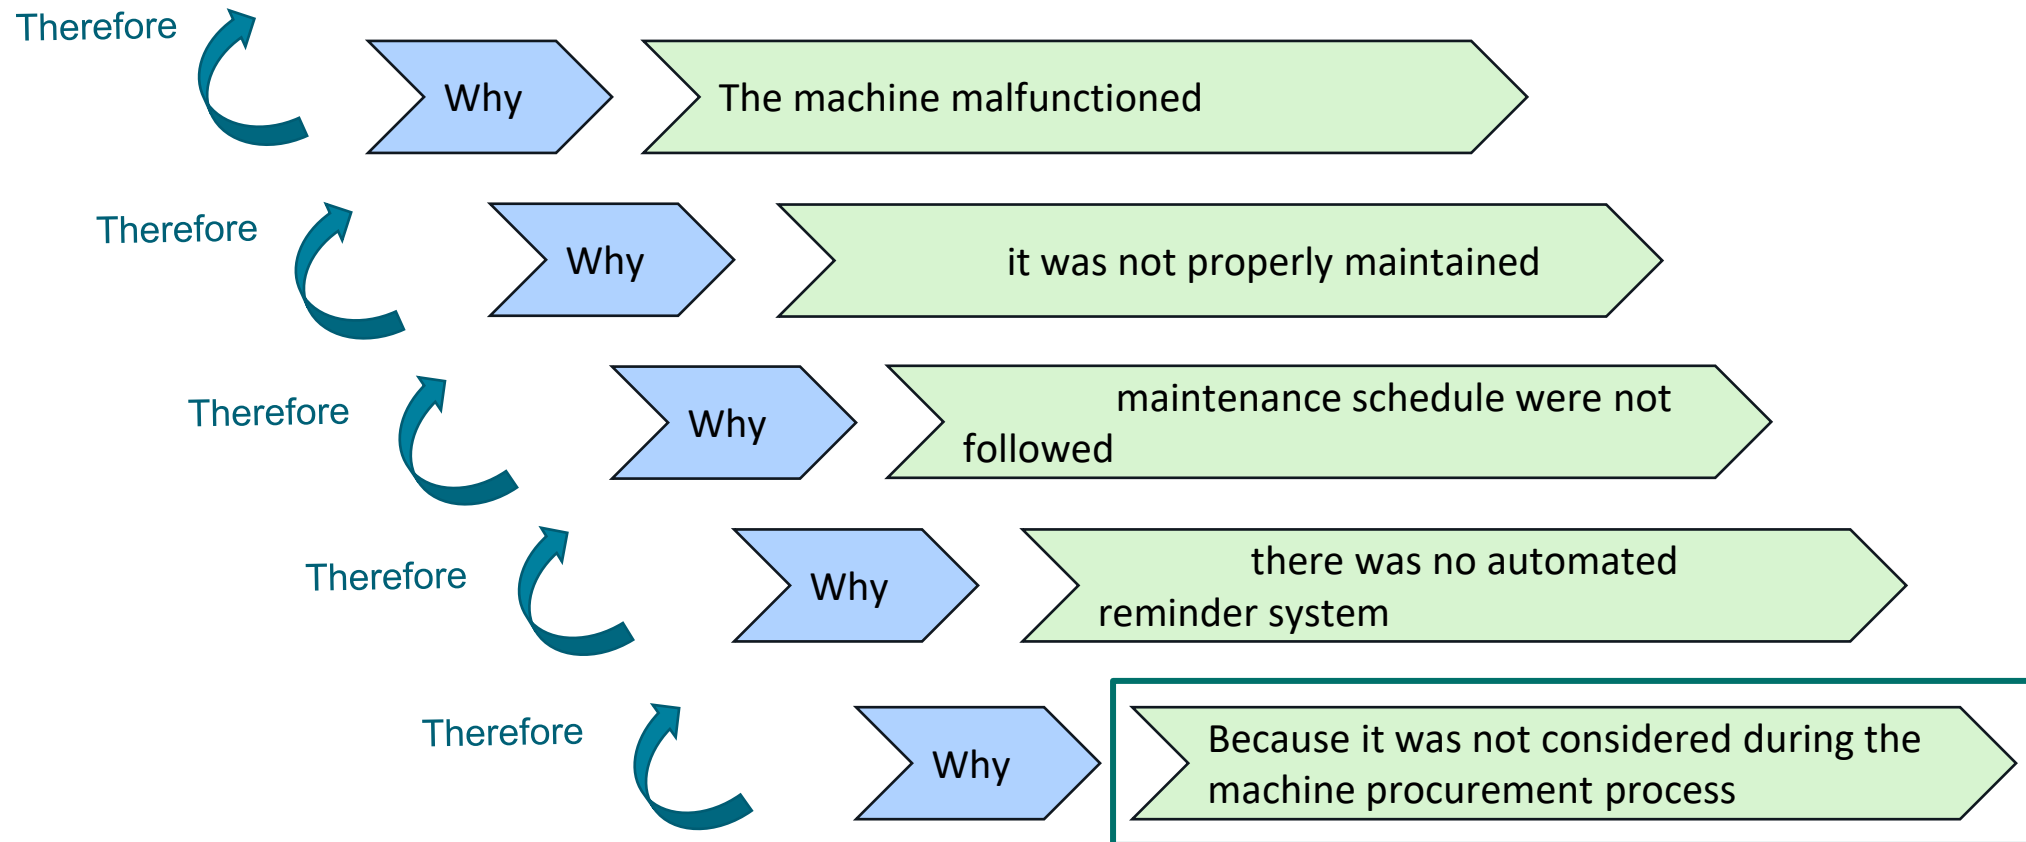 Therefore
Why
The machine malfunctioned
Therefore
Why
it was not properly maintained
Therefore
Why
maintenance schedule were not
followed
Therefore
Why
there was no automated
reminder system
Therefore
Why
Because it was not considered during the
machine procurement process